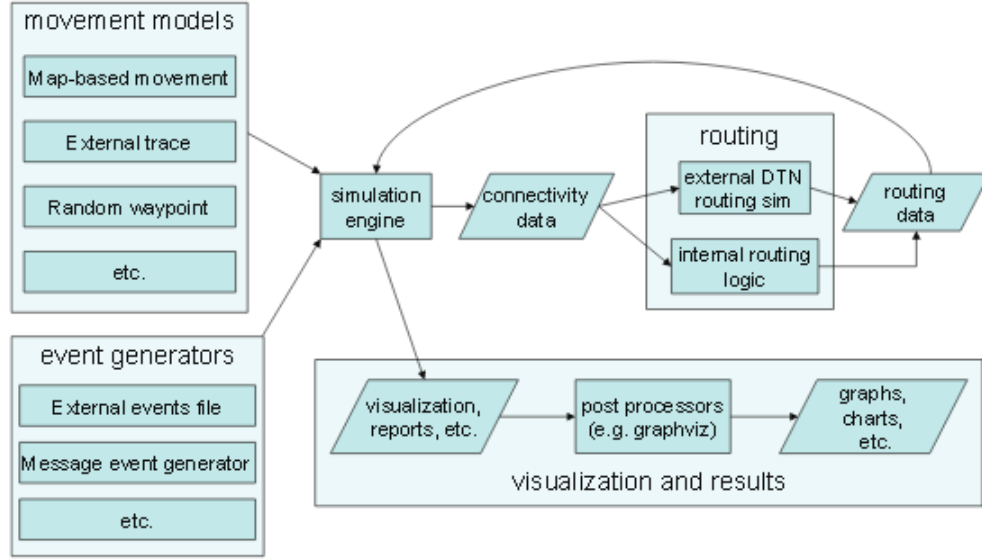 movement models
Map-based movement
External trace
Random waypoint
etc.
event generators
External events file
Message event generator
etc.
simulation
engine
connectivity
data
routing
external DTN
routing sim
internal routing
logic
routing
data
visualization,
reports, etc.
post processors
(e.g. graphviz)
graphs,
charts,
etc.
visualization and results